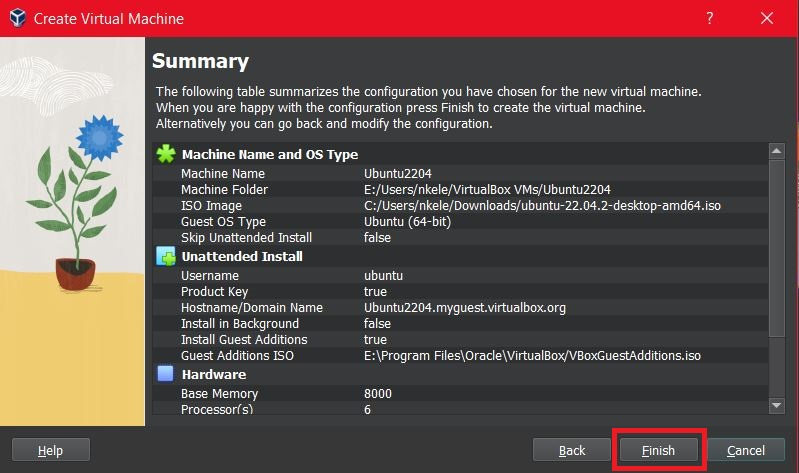 Create Virtual Machine ?
Summary
The following table summarizes the configuration you have chosen for the new virtual machine.
When you are happy with the configuration press Finish to create the virtual machine.
Alternatively you can go back and modify the configuration.
Machine Name and OS Type
Machine Name Ubuntu2204
Machine Folder E:/Users/nkele/VirtualBox VMs/Ubuntu2204
ISO Image C:/Users/nkele/Downloads/ubuntu-22.04.2-desktop-amd64.iso
Guest OS Type Ubuntu (64-bit)
Skip Unattended Install false
Unattended Install
Username ubuntu
Product Key true
Hostname/Domain Name Ubuntu2204.myguest.virtualbox.org
Install in Background false
Install Guest Additions true
Guest Additions ISO E:\Program Files\Oracle\VirtualBox/VBoxGuestAdditions.iso
Hardware
Base Memory 8000
Processor(s) 6
Help Back Finish Cancel